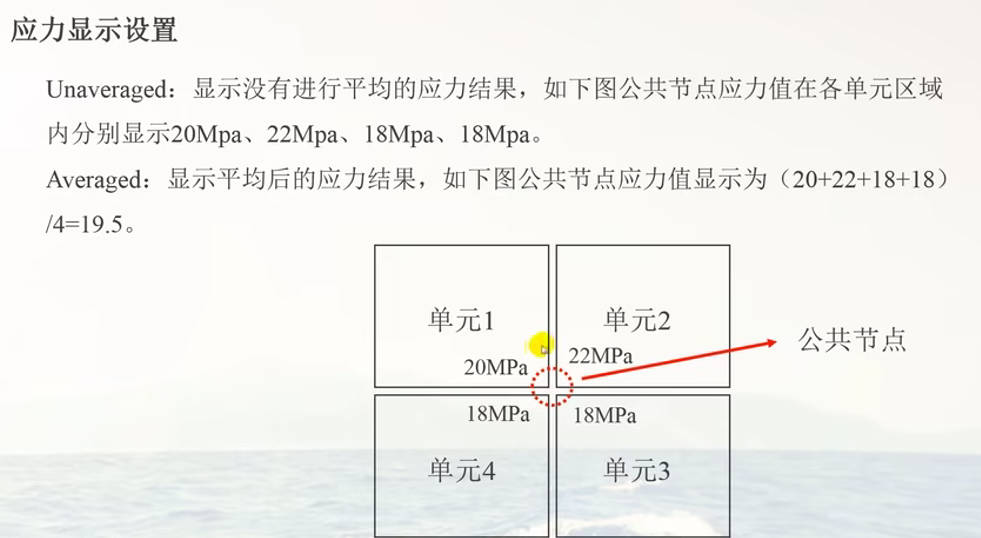 应力显示设置
Unaveraged：显示没有进行平均的应力结果，如下图公共节点应力值在各单元区域
内分别显示20Mpa、22Mpa、18Mpa、18Mpa。
Averaged：显示平均后的应力结果，如下图公共节点应力值显示为（20+22+18+18）
/4=19.5。
单元1
单元2
公共节点
20MPa
22MPa
18MPa
18MPa
单元4
单元3